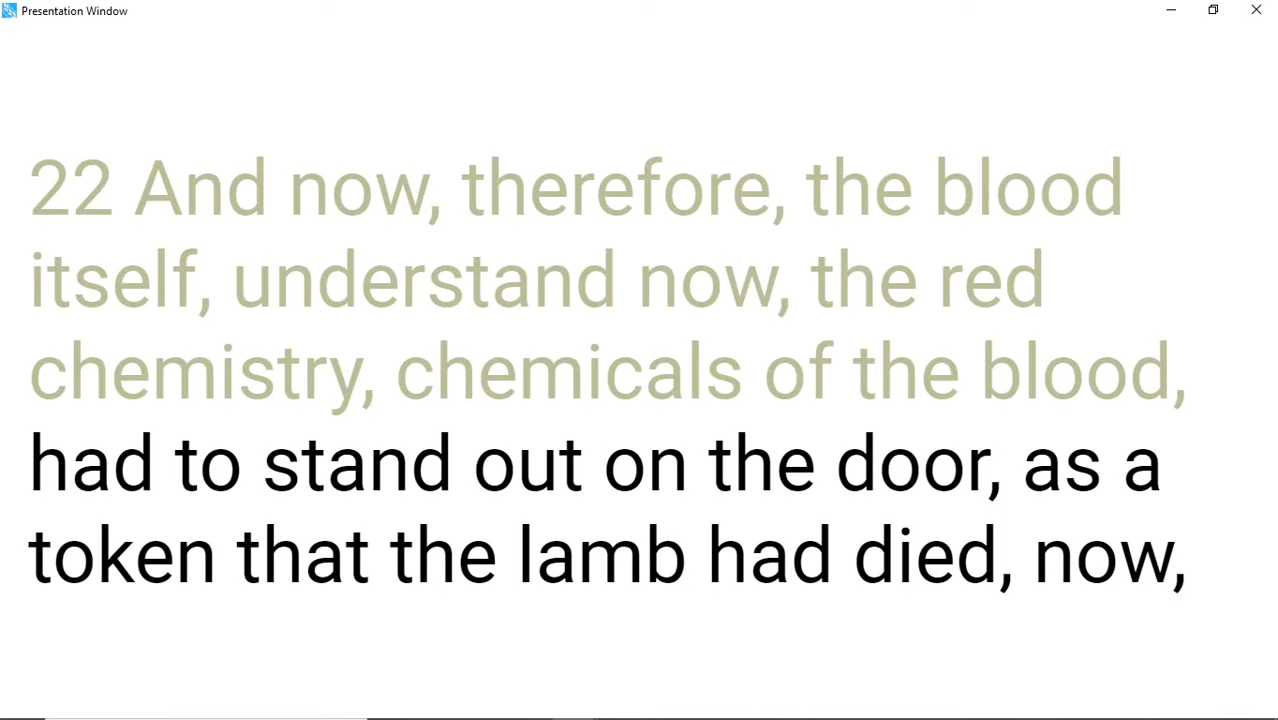 Presentation Window
22 And now, therefore, the blood
itself, understand now, the red
chemistry, chemicals of the blood,
had to stand out on the door, as a
token that the lamb had died, now,